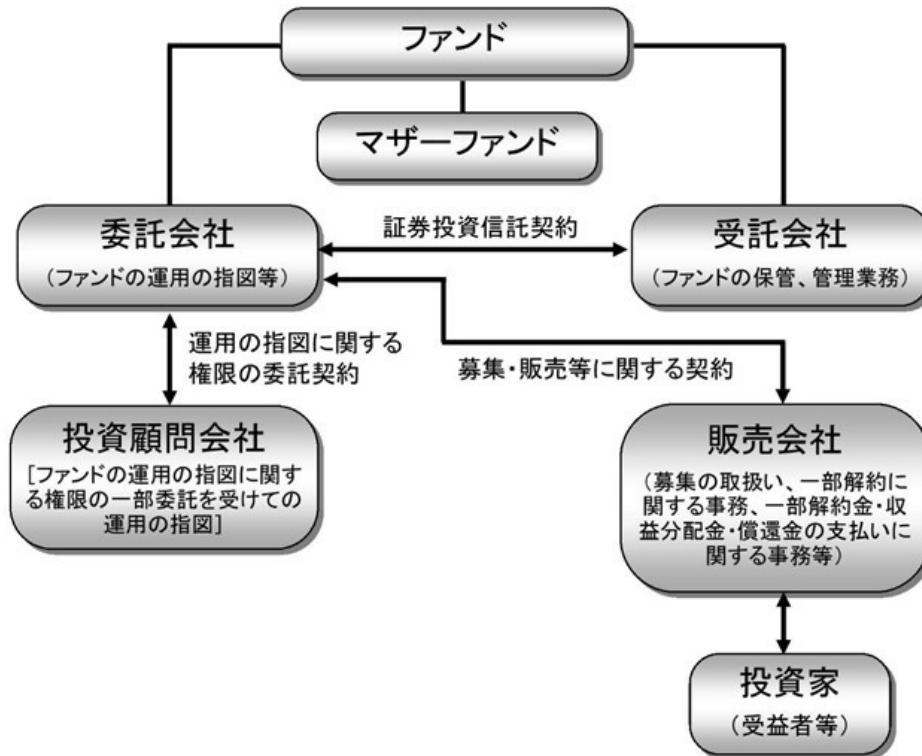 ファンド
マザーファンド
委託会社
（ファンドの運用の指図等）
証券投資信託契約
受託会社
（ファンドの保管、管理業務）
運用の指図に関する
権限の委託契約
募集・販売等に関する契約
投資顧問会社
［ファンドの運用の指図に関す
る権限の一部委託を受けての
運用の指図］
販売会社
（募集の取扱い、一部解約に
関する事務、一部解約金・収
益分配金・償還金の支払いに
関する事務等）
投資家
（受益者等）